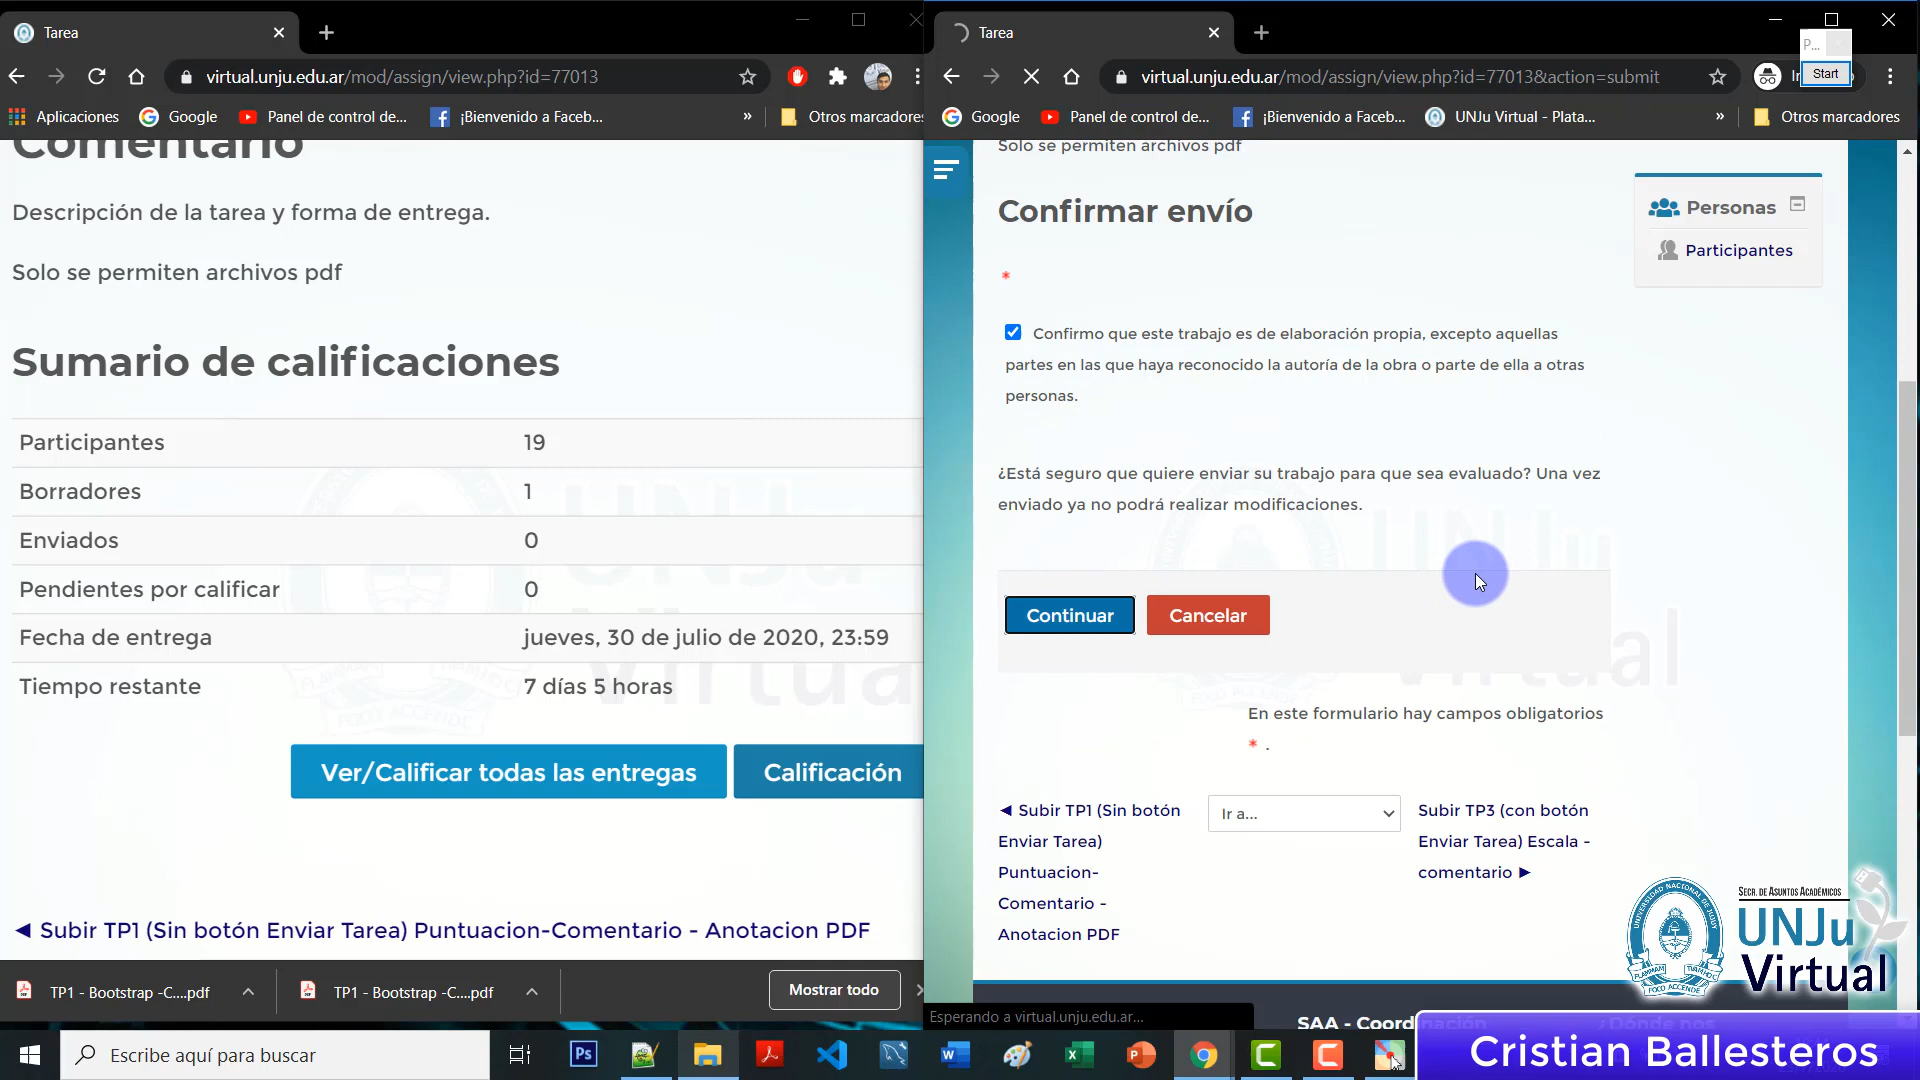 Tarea
virtual.unju.edu.ar/mod/assign/view.php?id=77013
Aplicaciones
Google
Panel de control de...
¡Bienvenido a Faceb...
»
Otros marcadores
Comentario
Descripción de la tarea y forma de entrega.
Solo se permiten archivos pdf
Sumario de calificaciones
Participantes 19
Borradores 1
Enviados 0
Pendientes por calificar 0
Fecha de entrega jueves, 30 de julio de 2020, 23:59
Tiempo restante 7 días 5 horas
Ver/Calificar todas las entregas
Calificación
◄ Subir TP1 (Sin botón Enviar Tarea) Puntuacion-Comentario - Anotacion PDF
TP1 - Bootstrap -C....pdf
TP1 - Bootstrap -C....pdf
Mostrar todo
Tarea
virtual.unju.edu.ar/mod/assign/view.php?id=77013&action=submit
P...
Start
Google
Panel de control de...
¡Bienvenido a Faceb...
UNJu Virtual - Plata...
»
Otros marcadores
Solo se permiten archivos pdf
Confirmar envío
*
Confirmo que este trabajo es de elaboración propia, excepto aquellas
partes en las que haya reconocido la autoría de la obra o parte de ella a otras
personas.
¿Está seguro que quiere enviar su trabajo para que sea evaluado? Una vez
enviado ya no podrá realizar modificaciones.
Continuar
Cancelar
En este formulario hay campos obligatorios
* .
◄ Subir TP1 (Sin botón
Enviar Tarea)
Puntuacion-
Comentario -
Anotacion PDF
Ir a...
Subir TP3 (con botón
Enviar Tarea) Escala -
comentario ►
Personas
Participantes
Esperando a virtual.unju.edu.ar...
SAA - Coordinación
¿Dónde nos
UNIVERSIDAD NACIONAL DE JUJUY
Secr. de Asuntos Académicos
UNJu
Virtual
Escribe aquí para buscar
Cristian Ballesteros